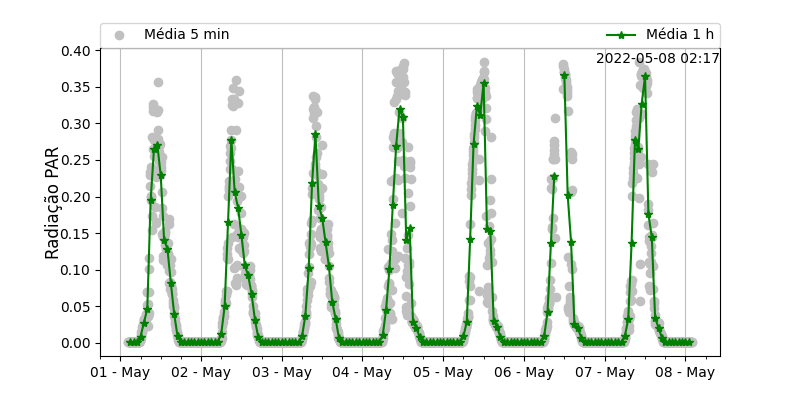 Média 5 min
Média 1 h
2022-05-08 02:17
0.40
0.35
0.30
0.25
0.20
0.15
0.10
0.05
0.00
Radiação PAR
01 - May
02 - May
03 - May
04 - May
05 - May
06 - May
07 - May
08 - May